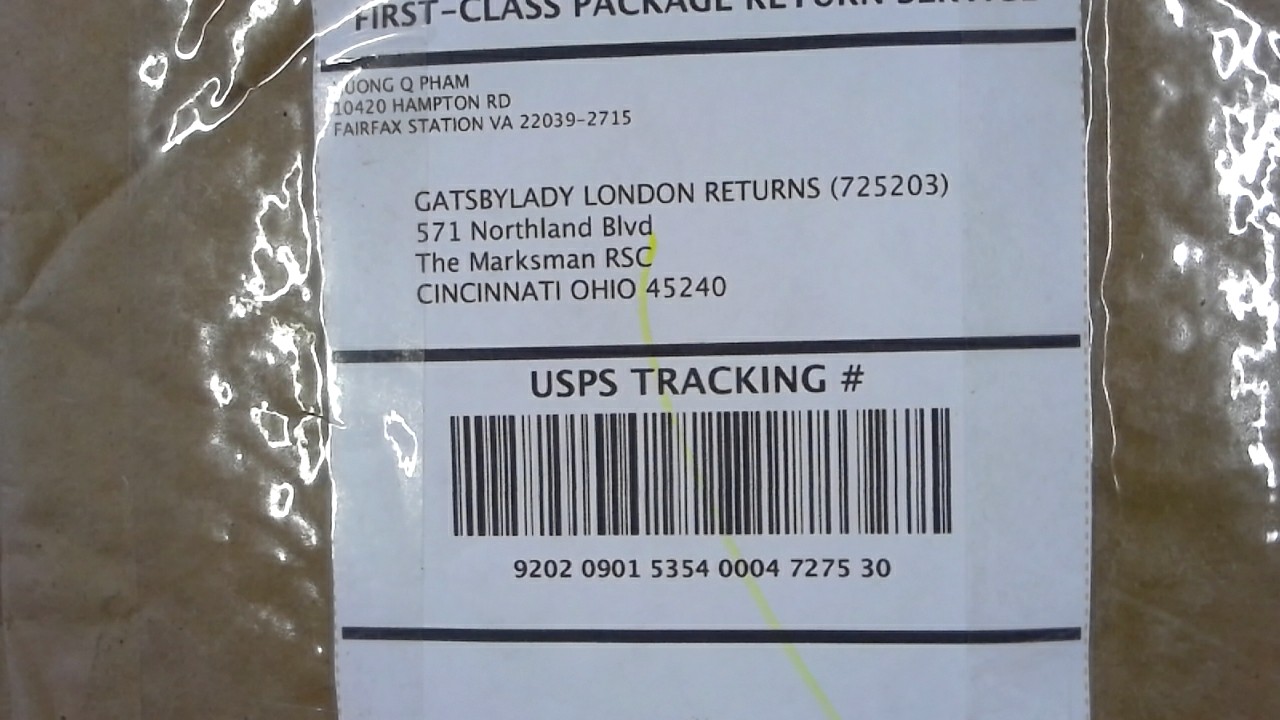 FIRST-CLASS PACKAGE RETURN SERVICE
Q PHAM
10420 HAMPTON RD
FAIRFAX STATION VA 22039-2715
GATSBYLADY LONDON RETURNS (725203)
571 Northland Blvd
The Marksman RSC
CINCINNATI OHIO 45240
USPS TRACKING #
9202 0901 5354 0004 7275 30